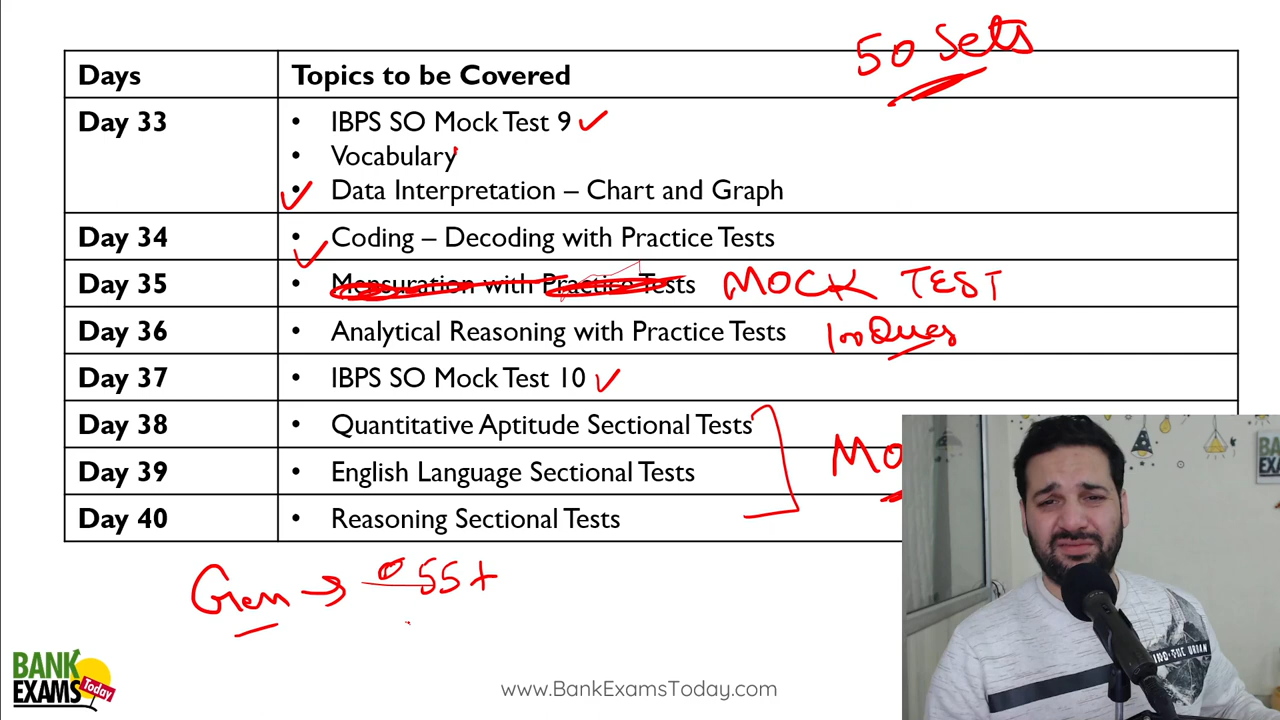 50 Sets
Days Topics to be Covered
Day 33 • IBPS SO Mock Test 9
• Vocabulary
• Data Interpretation – Chart and Graph
Day 34 • Coding – Decoding with Practice Tests
Day 35 • Mensuration with Practice Tests MOCK TEST
Day 36 • Analytical Reasoning with Practice Tests 100 Ques
Day 37 • IBPS SO Mock Test 10
Day 38 • Quantitative Aptitude Sectional Tests
Day 39 • English Language Sectional Tests Mo
Day 40 • Reasoning Sectional Tests
Gen → 55+
BANK
EXAMS
Today
www.BankExamsToday.com